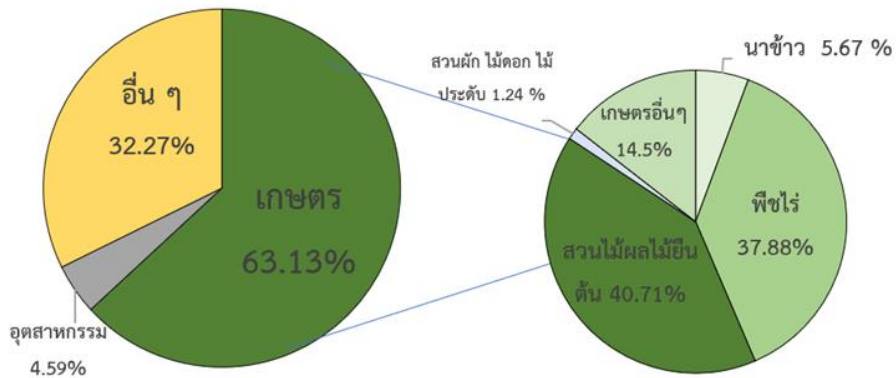 อื่น ๆ
32.27%
เกษตร
63.13%
อุตสาหกรรม
4.59%
สวนผัก ไม้ดอก ไม้
ประดับ 1.24 %
นาข้าว 5.67 %
เกษตรอื่นๆ
14.5%
พืชไร่
37.88%
สวนไม้ผลไม้ยืน
ต้น 40.71%